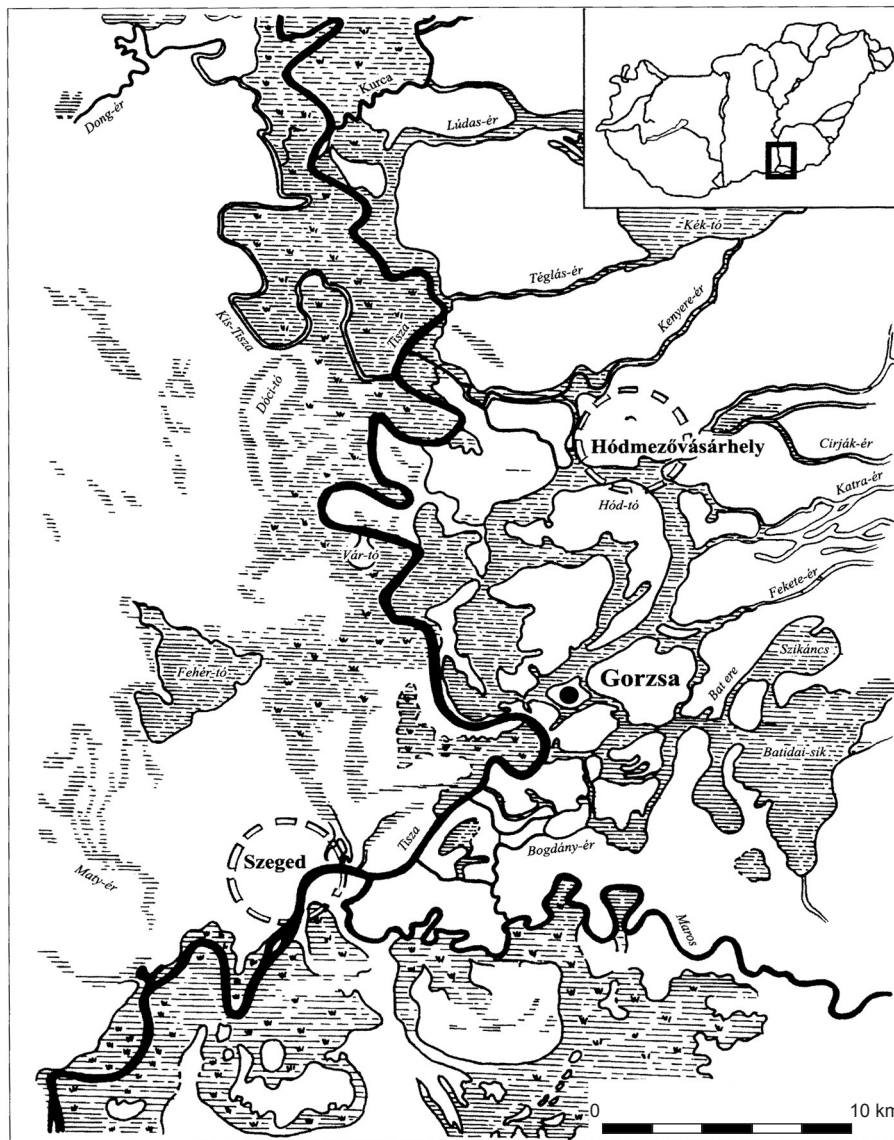 Dong-ér
Kurca
Lúdas-ér
Kék-tó
Téglás-ér
Kenyere-ér
Kis-Tisza
Tisza
Dóci-tó
Hódmezővásárhely
Cirják-ér
Hód-tó
Katra-ér
Vár-tó
Fekete-ér
Fehér-tó
Gorzsa
Bat ere
Szikáncs
Batidai-sík
Tisza
Bogdány-ér
Szeged
Maty-ér
Maros
0 10 km